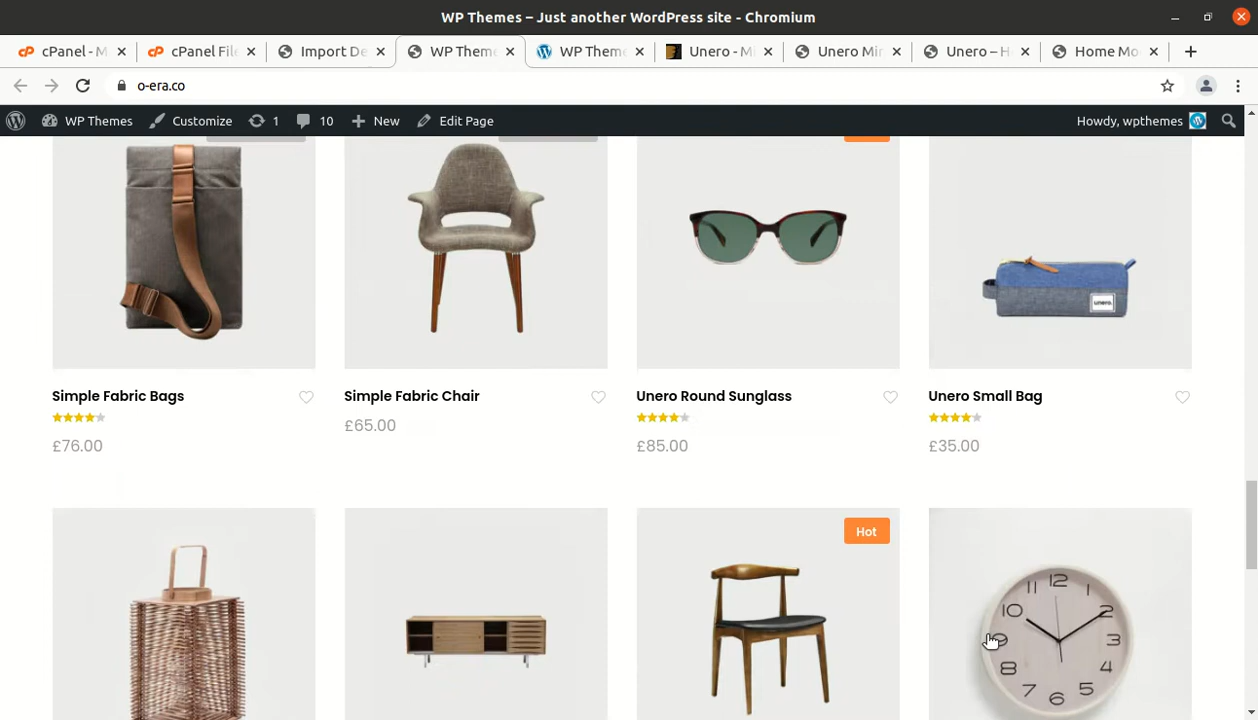 WP Themes – Just another WordPress site - Chromium
cPanel - M
cPanel File
Import De
WP Theme
WP Theme
Unero - Mi
Unero Min
Unero – H
Home Mo
o-era.co
WP Themes
Customize
1
10
New
Edit Page
Howdy, wpthemes
unero.
Simple Fabric Bags
Simple Fabric Chair
Unero Round Sunglass
Unero Small Bag
£76.00
£65.00
£85.00
£35.00
Hot
12
11
1
10
2
3
8
4
7
5
6